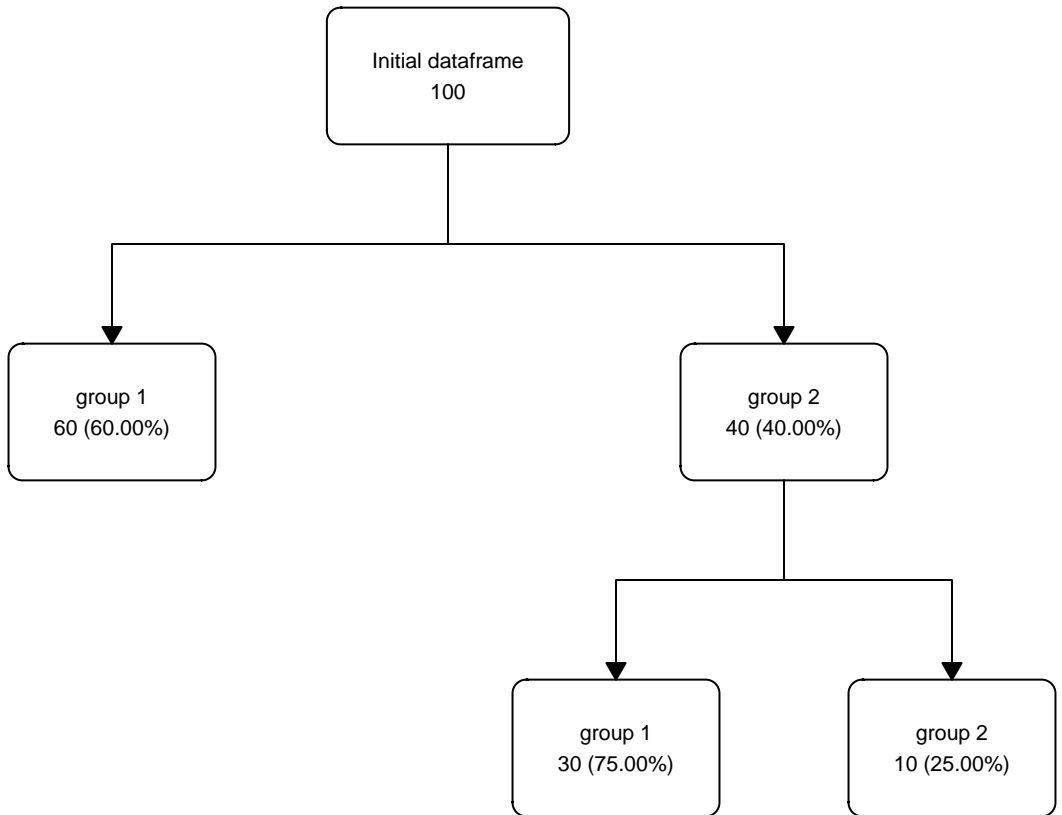 Initial dataframe
100
group 1
60 (60.00%)
group 2
40 (40.00%)
group 1
30 (75.00%)
group 2
10 (25.00%)